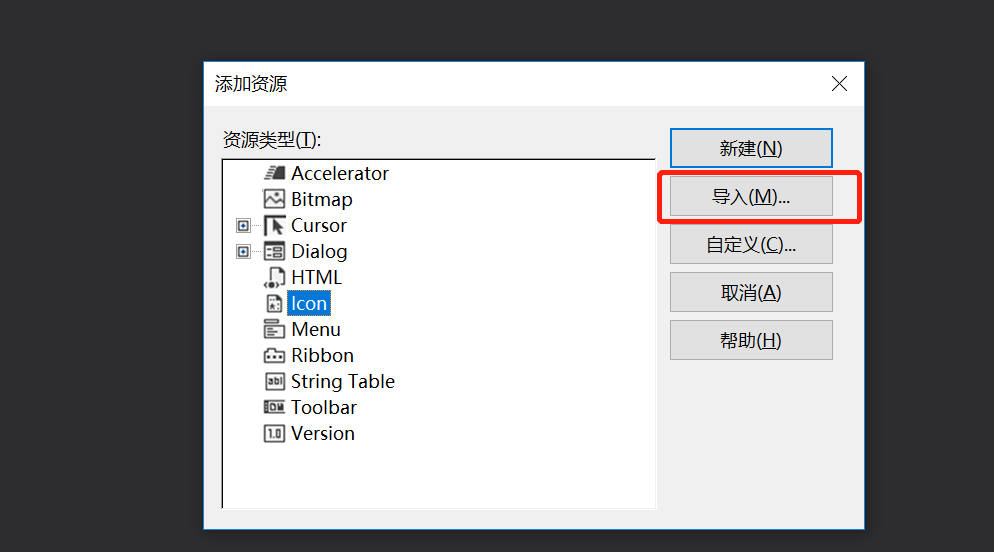 添加资源
资源类型(T):
Accelerator
Bitmap
Cursor
Dialog
HTML
Icon
Menu
Ribbon
String Table
Toolbar
Version
新建(N)
导入(M)...
自定义(C)...
取消(A)
帮助(H)